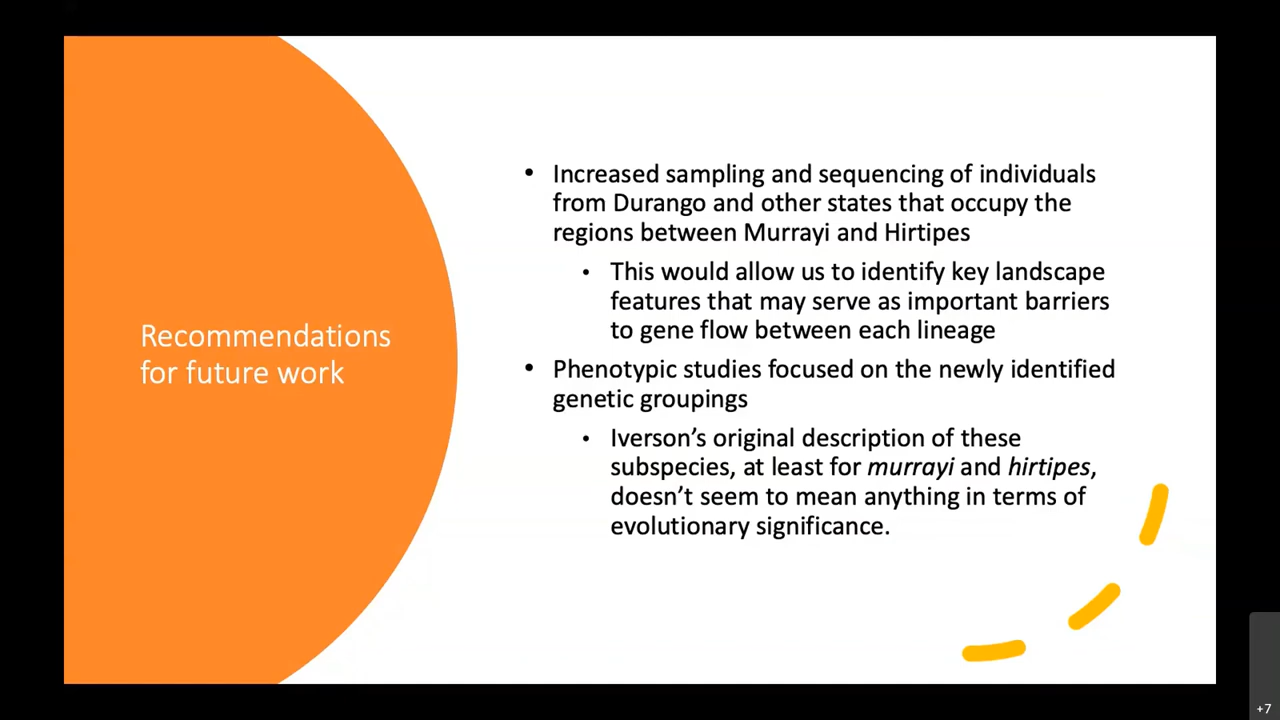 Recommendations
for future work
• Increased sampling and sequencing of individuals
from Durango and other states that occupy the
regions between Murrayi and Hirtipes
• This would allow us to identify key landscape
features that may serve as important barriers
to gene flow between each lineage
• Phenotypic studies focused on the newly identified
genetic groupings
• Iverson’s original description of these
subspecies, at least for murrayi and hirtipes,
doesn’t seem to mean anything in terms of
evolutionary significance.
+7